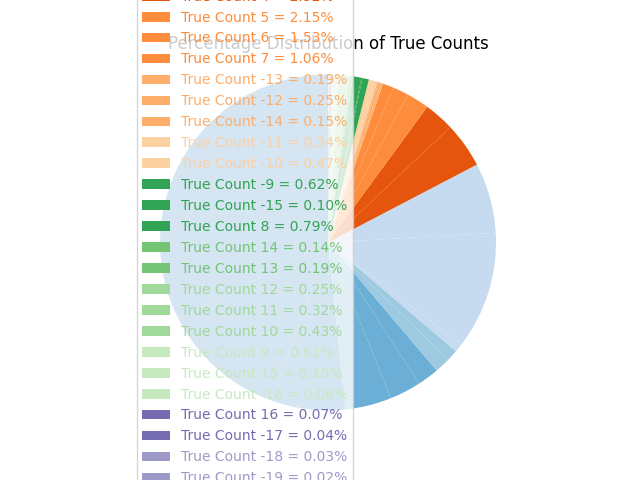 True Count 5 = 2.15%
Percentage Distribution of True Counts
True Count 6 = 1.53%
True Count 7 = 1.06%
True Count -13 = 0.19%
True Count -12 = 0.25%
True Count -14 = 0.15%
True Count -11 = 0.34%
True Count -10 = 0.47%
True Count -9 = 0.62%
True Count -15 = 0.10%
True Count 8 = 0.79%
True Count 14 = 0.14%
True Count 13 = 0.19%
True Count 12 = 0.25%
True Count 11 = 0.32%
True Count 10 = 0.43%
True Count 9 = 0.61%
True Count 15 = 0.10%
True Count -16 = 0.06%
True Count 16 = 0.07%
True Count -17 = 0.04%
True Count -18 = 0.03%
True Count -19 = 0.02%